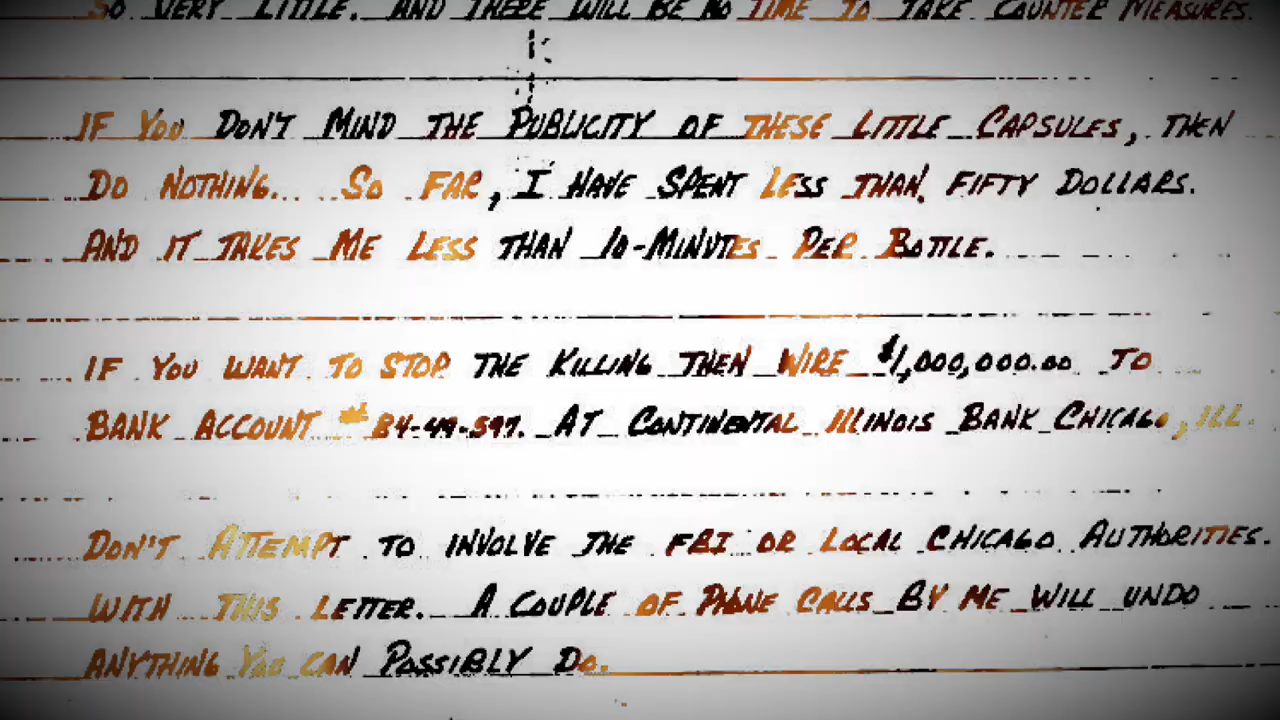 SO VERY LITTLE. AND THERE WILL BE NO TIME TO TAKE COUNTER MEASURES.
IF YOU DON'T MIND THE PUBLICITY OF THESE LITTLE CAPSULES, THEN
DO NOTHING... SO FAR, I HAVE SPENT LESS THAN FIFTY DOLLARS.
AND IT TAKES ME LESS THAN 10-MINUTES PER BOTTLE.
IF YOU WANT TO STOP THE KILLING THEN WIRE $1,000,000.00 TO
BANK ACCOUNT # 84-49-597. AT CONTINENTAL ILLINOIS BANK CHICAGO, ILL.
DON'T ATTEMPT TO INVOLVE THE FBI OR LOCAL CHICAGO AUTHORITIES.
WITH THIS LETTER. A COUPLE OF PHONE CALLS BY ME WILL UNDO
ANYTHING YOU CAN POSSIBLY DO.